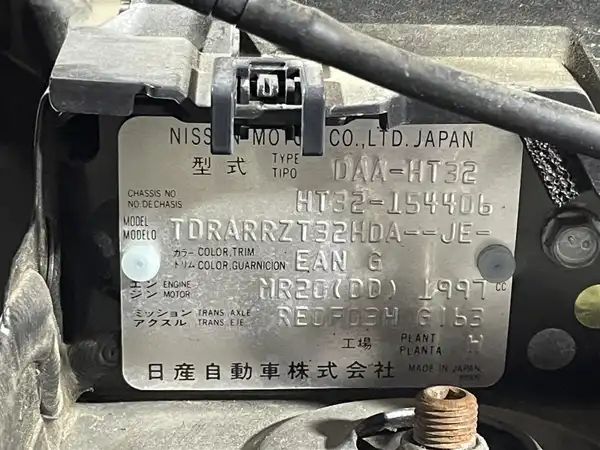 NISSAN MOTOR CO.,LTD. JAPAN
型式 TYPE TIPO DAA-HT32
CHASSIS NO NO.DECHASIS HT32-154406
MODEL MODELO TDRARRZT32HDA--JE-
カラー COLOR,TRIM トリム COLOR,GUARNICION EAN G
エンジン ENGINE MOTOR MR20(DD) 1997 cc
ミッション TRANS. AXLE アクスル TRANS. EJE RE0F03H G163
工場 PLANT PLANTA
日産自動車株式会社 MADE IN JAPAN